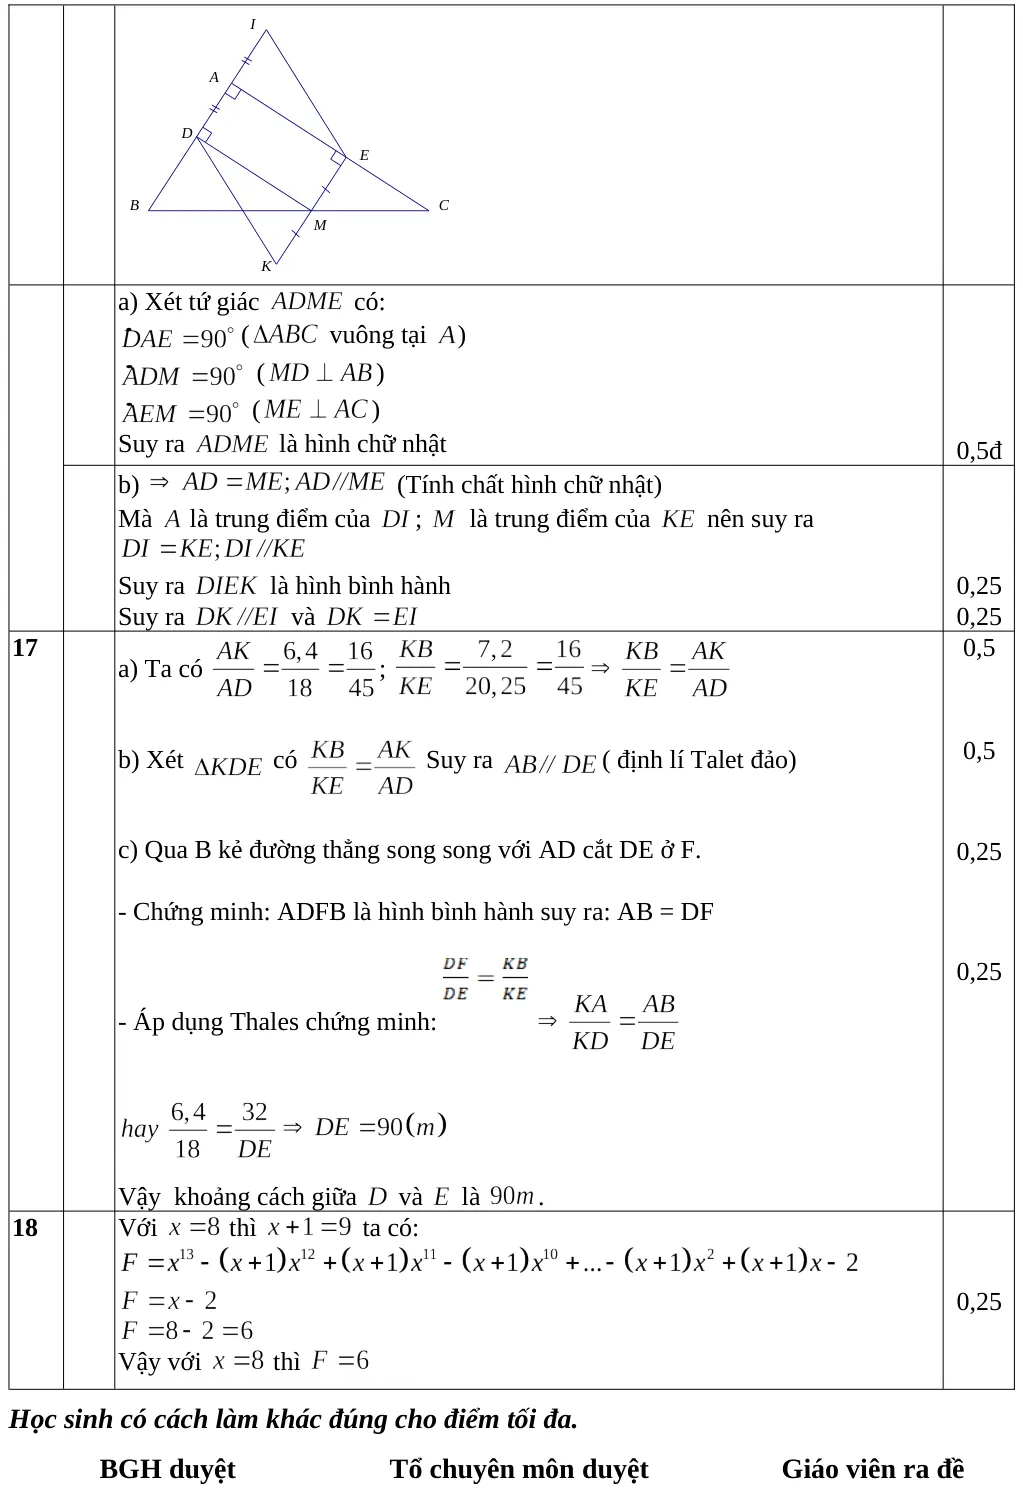 I
A
D
E
B
C
M
K
a) Xét tứ giác ADME có:
DAE = 90° ( ΔABC vuông tại A )
ADM = 90° ( MD ⊥ AB )
AEM = 90° ( ME ⊥ AC )
Suy ra ADME là hình chữ nhật 0,5đ
b) ⇒ AD = ME; AD//ME (Tính chất hình chữ nhật)
Mà A là trung điểm của DI ; M là trung điểm của KE nên suy ra
DI = KE; DI //KE
Suy ra DIEK là hình bình hành 0,25
Suy ra DK //EI và DK = EI 0,25
17 a) Ta có AK/AD = 6,4/18 = 16/45 ; KB/KE = 7,2/20,25 = 16/45 ⇒ KB/KE = AK/AD 0,5
b) Xét ΔKDE có KB/KE = AK/AD Suy ra AB// DE ( định lí Talet đảo) 0,5
c) Qua B kẻ đường thẳng song song với AD cắt DE ở F. 0,25
- Chứng minh: ADFB là hình bình hành suy ra: AB = DF
- Áp dụng Thales chứng minh: DF/DE = KB/KE ⇒ KA/KD = AB/DE 0,25
hay 6,4/18 = 32/DE ⇒ DE = 90(m)
Vậy khoảng cách giữa D và E là 90m .
18 Với x = 8 thì x + 1 = 9 ta có:
F = x¹³ - (x + 1)x¹² + (x + 1)x¹¹ - (x + 1)x¹⁰ + ... - (x + 1)x² + (x + 1)x - 2
F = x - 2 0,25
F = 8 - 2 = 6
Vậy với x = 8 thì F = 6
Học sinh có cách làm khác đúng cho điểm tối đa.
BGH duyệt Tổ chuyên môn duyệt Giáo viên ra đề